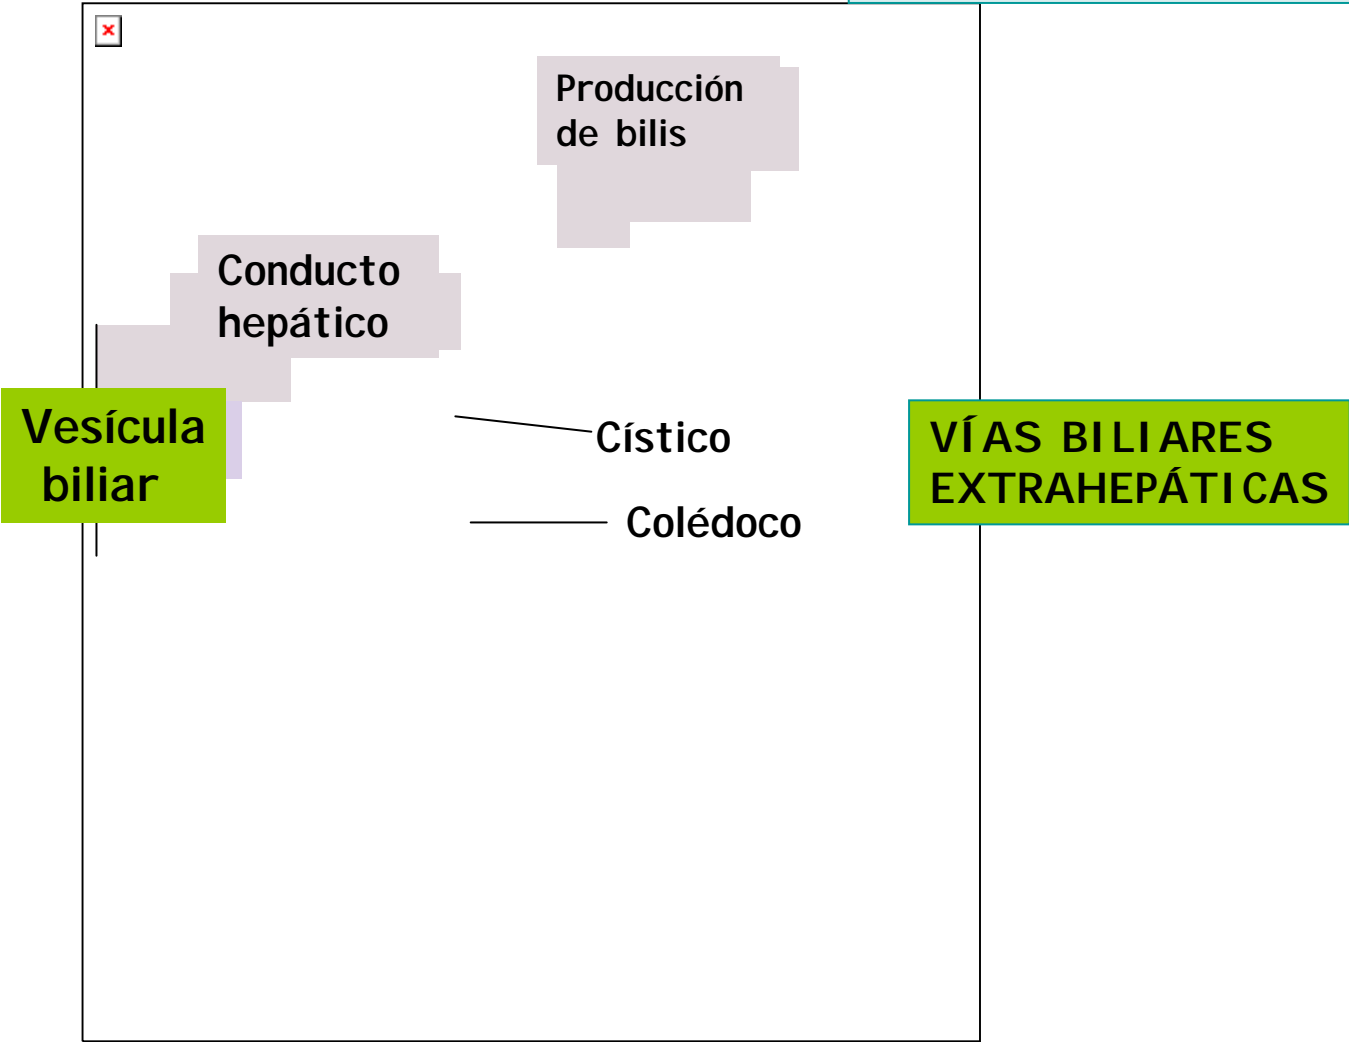 Producción
de bilis
Conducto
hepático
Vesícula
biliar
Cístico
Colédoco
VÍAS BILIARES
EXTRAHEPÁTICAS